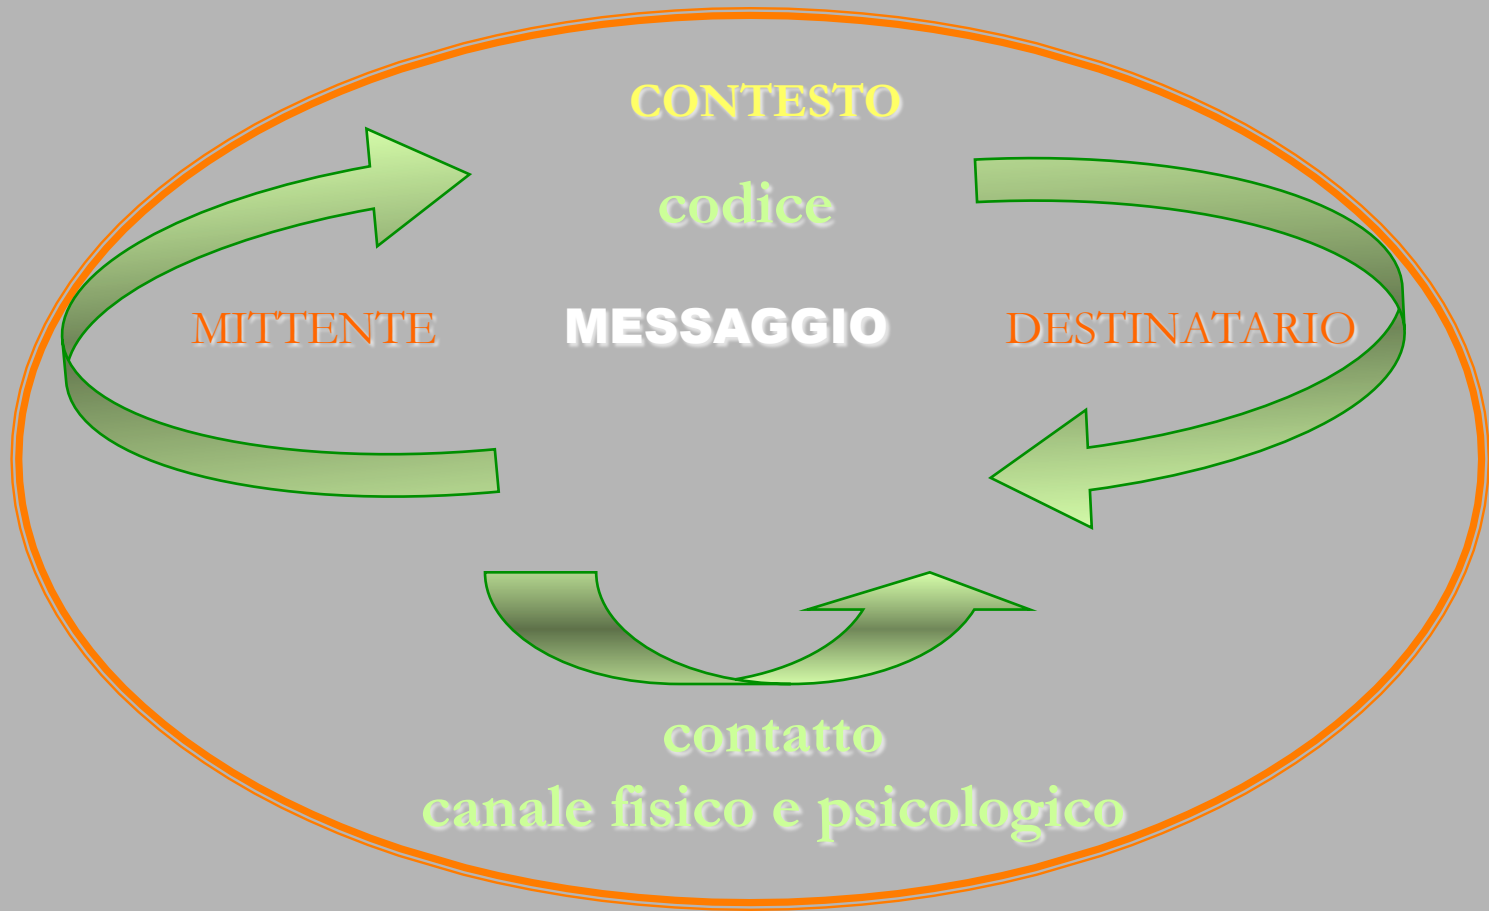 CONTESTO
codice
MITTENTE MESSAGGIO DESTINATARIO
contatto
canale fisico e psicologico